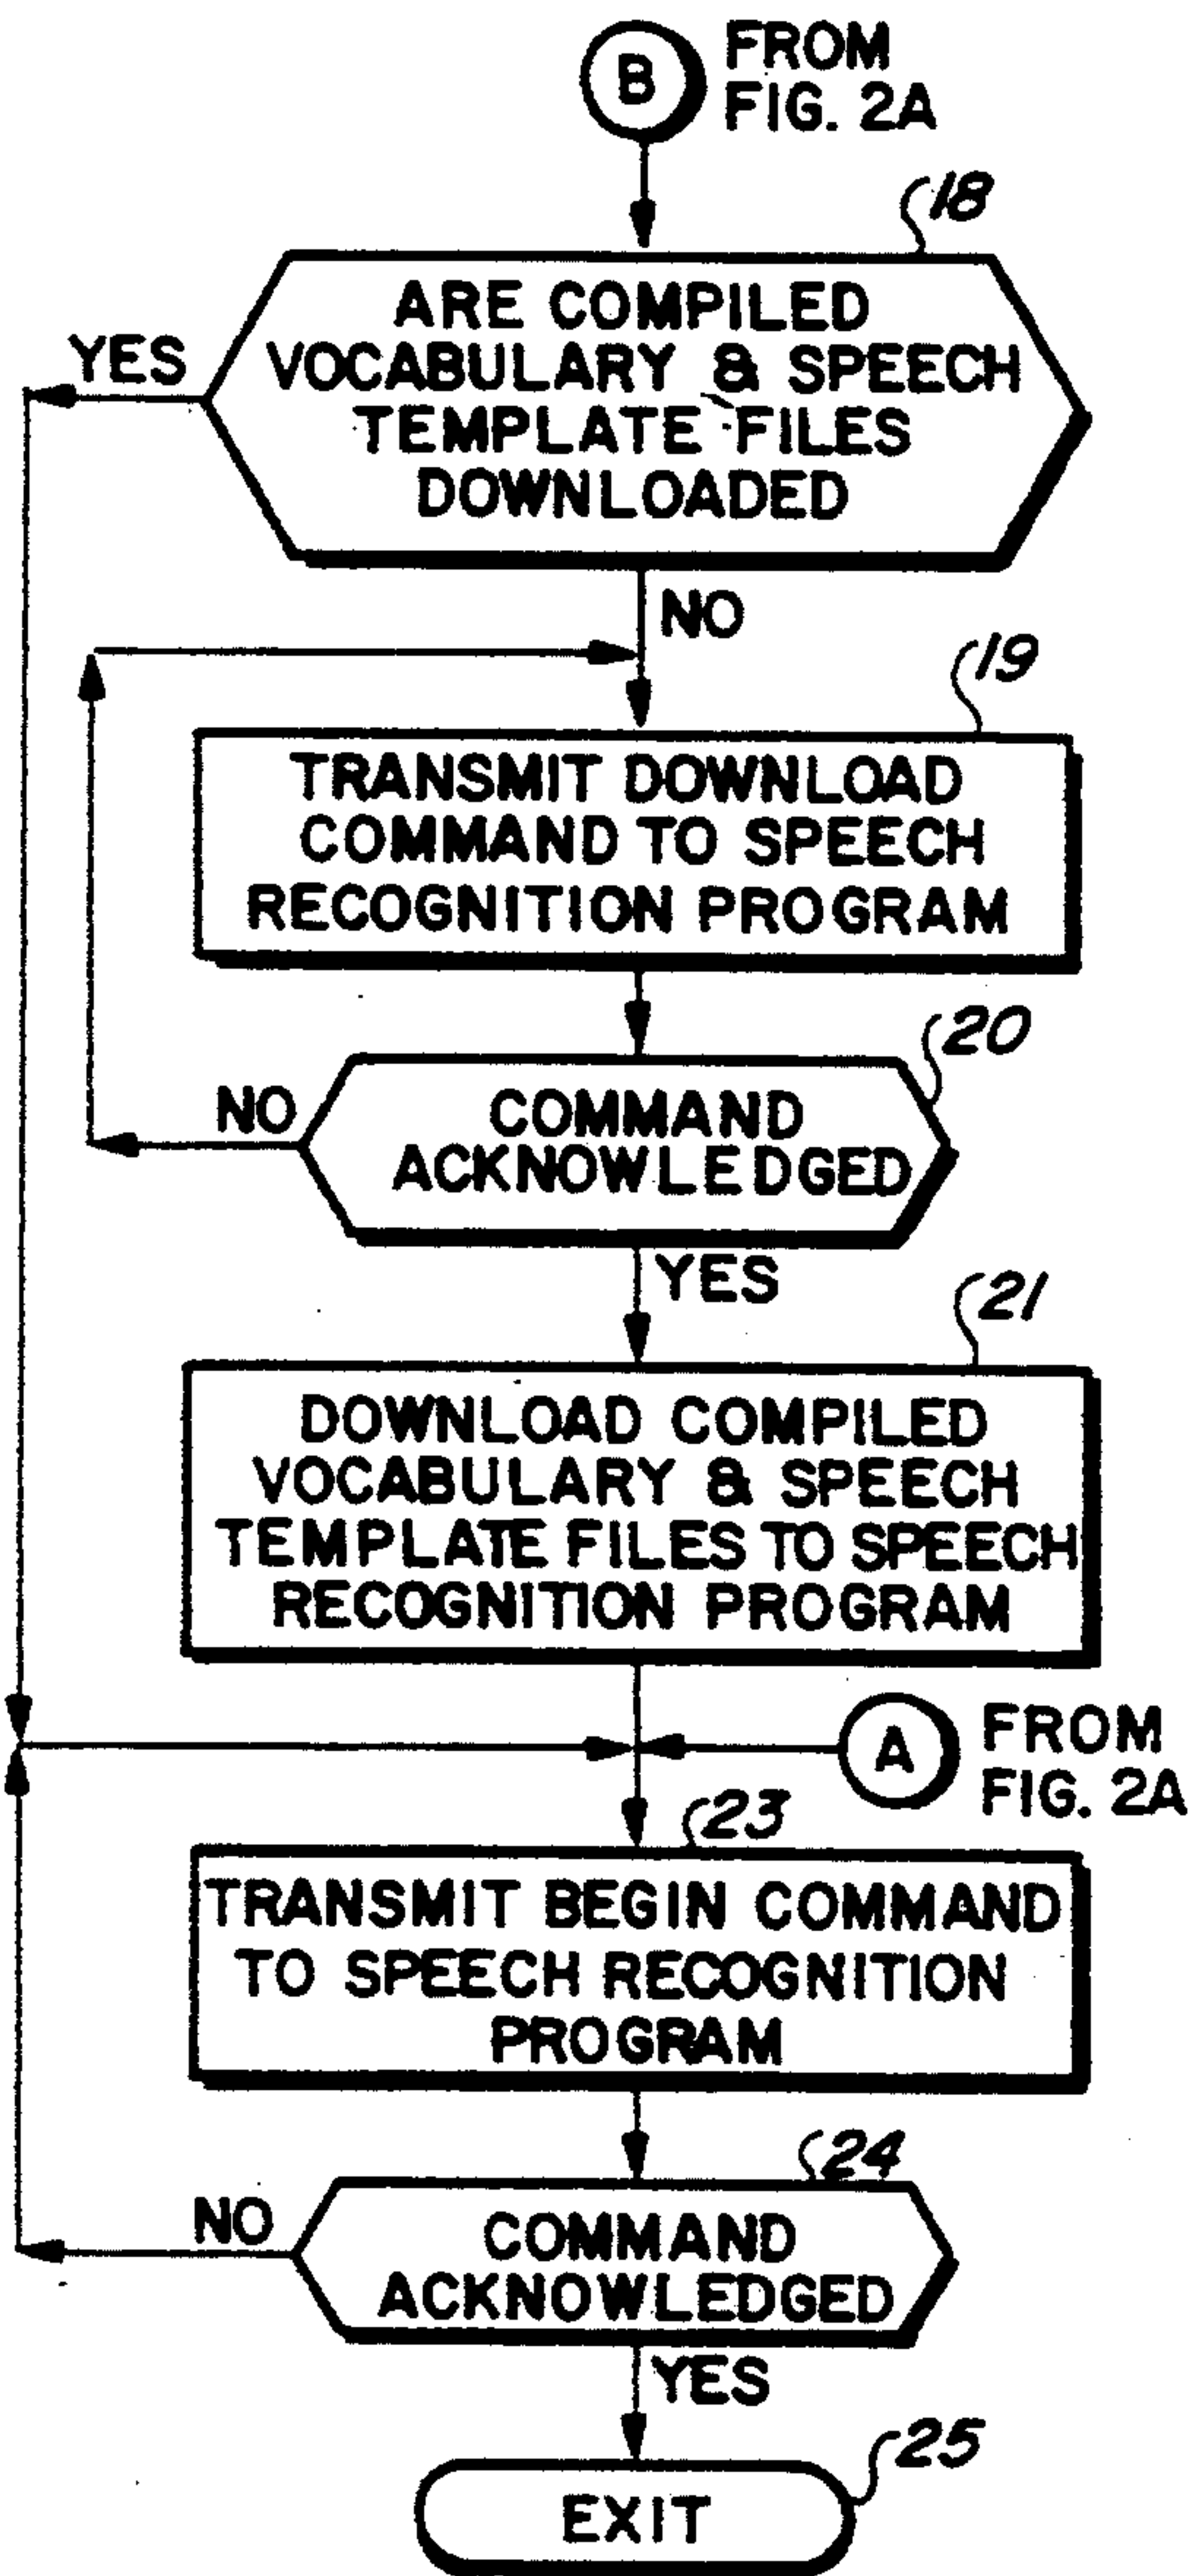 B
FROM
FIG. 2A
18
ARE COMPILED
VOCABULARY & SPEECH
TEMPLATE FILES
DOWNLOADED
YES
NO
19
TRANSMIT DOWNLOAD
COMMAND TO SPEECH
RECOGNITION PROGRAM
20
COMMAND
ACKNOWLEDGED
NO
YES
21
DOWNLOAD COMPILED
VOCABULARY & SPEECH
TEMPLATE FILES TO SPEECH
RECOGNITION PROGRAM
A
FROM
FIG. 2A
23
TRANSMIT BEGIN COMMAND
TO SPEECH RECOGNITION
PROGRAM
24
COMMAND
ACKNOWLEDGED
NO
YES
25
EXIT